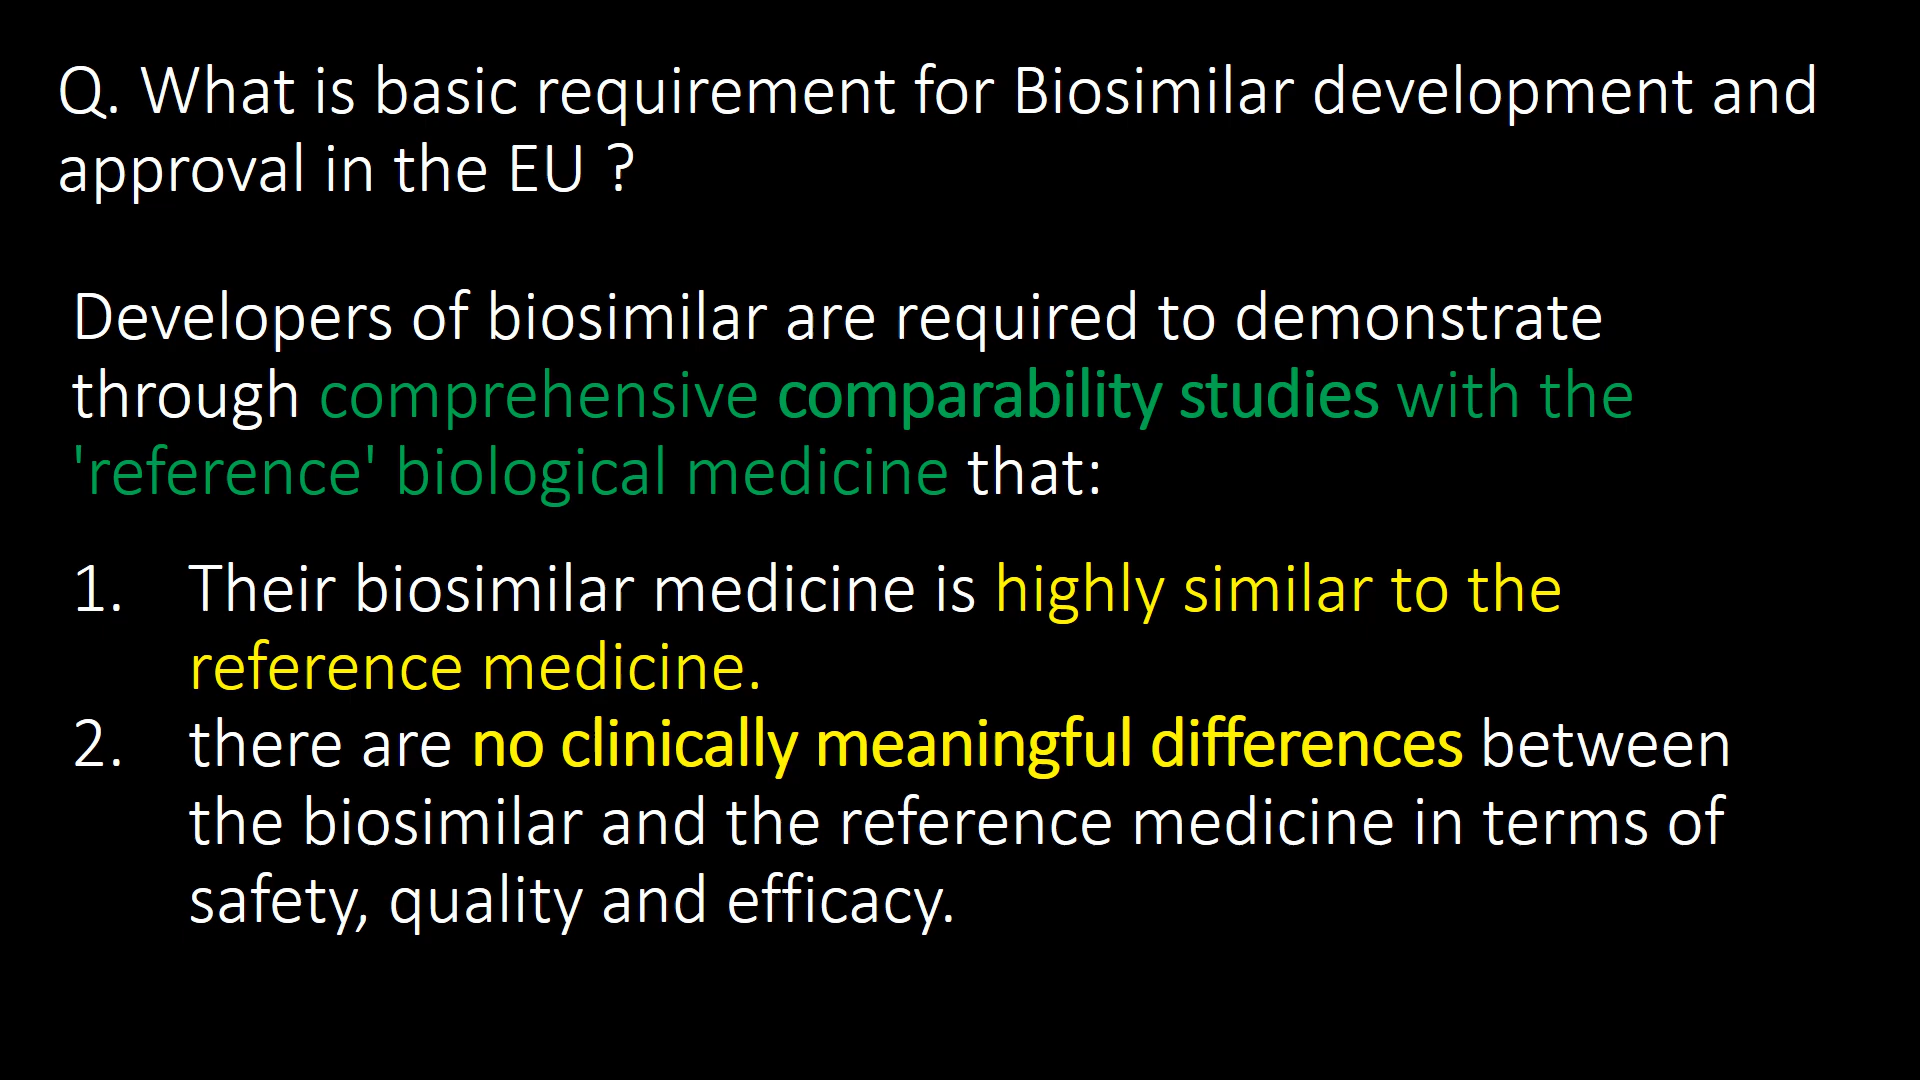 Q. What is basic requirement for Biosimilar development and
approval in the EU ?
Developers of biosimilar are required to demonstrate
through comprehensive comparability studies with the
'reference' biological medicine that:
1. Their biosimilar medicine is highly similar to the
reference medicine.
2. there are no clinically meaningful differences between
the biosimilar and the reference medicine in terms of
safety, quality and efficacy.